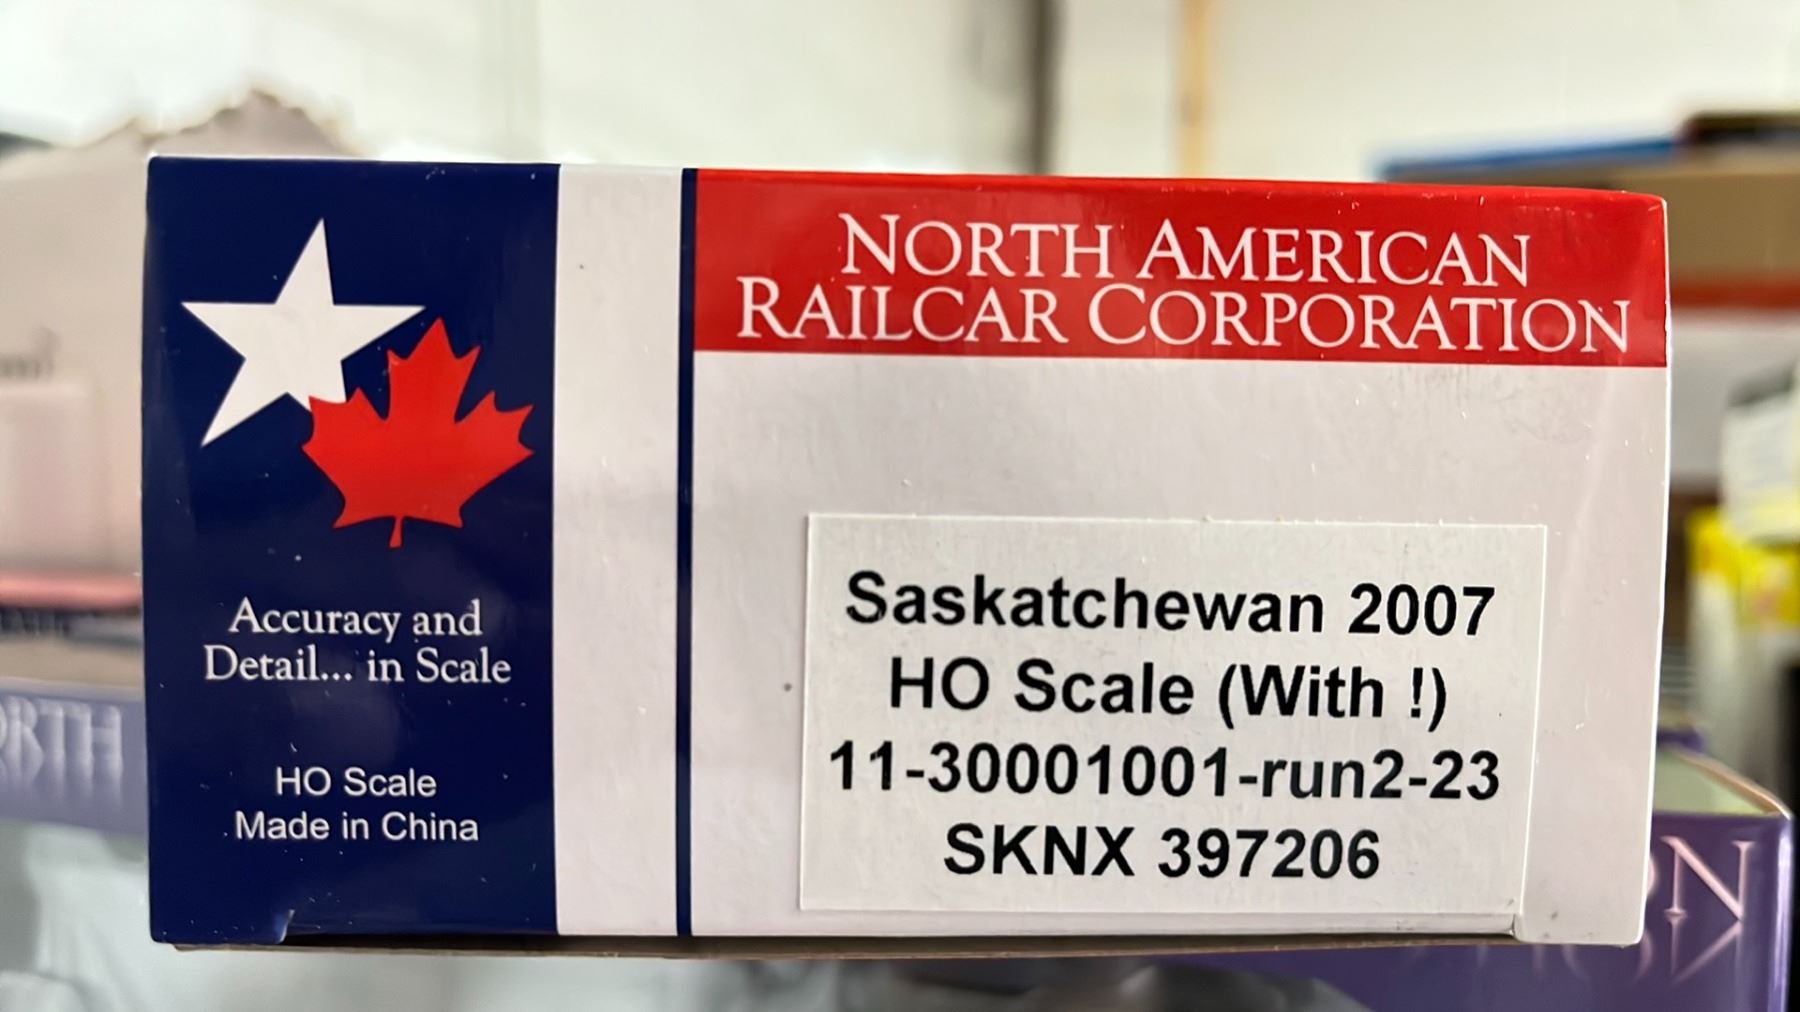 NORTH AMERICAN
RAILCAR CORPORATION
Accuracy and
Detail... in Scale
HO Scale
Made in China
Saskatchewan 2007
HO Scale (With !)
11-30001001-run2-23
SKNX 397206